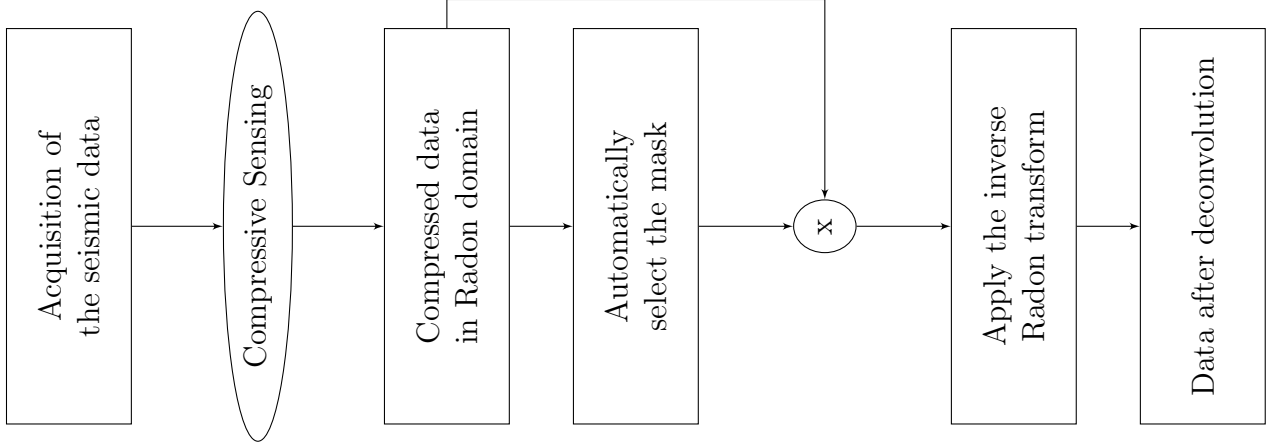 Acquisition of
the seismic data
Compressive Sensing
Compressed data
in Radon domain
Automatically
select the mask
x
Apply the inverse
Radon transform
Data after deconvolution